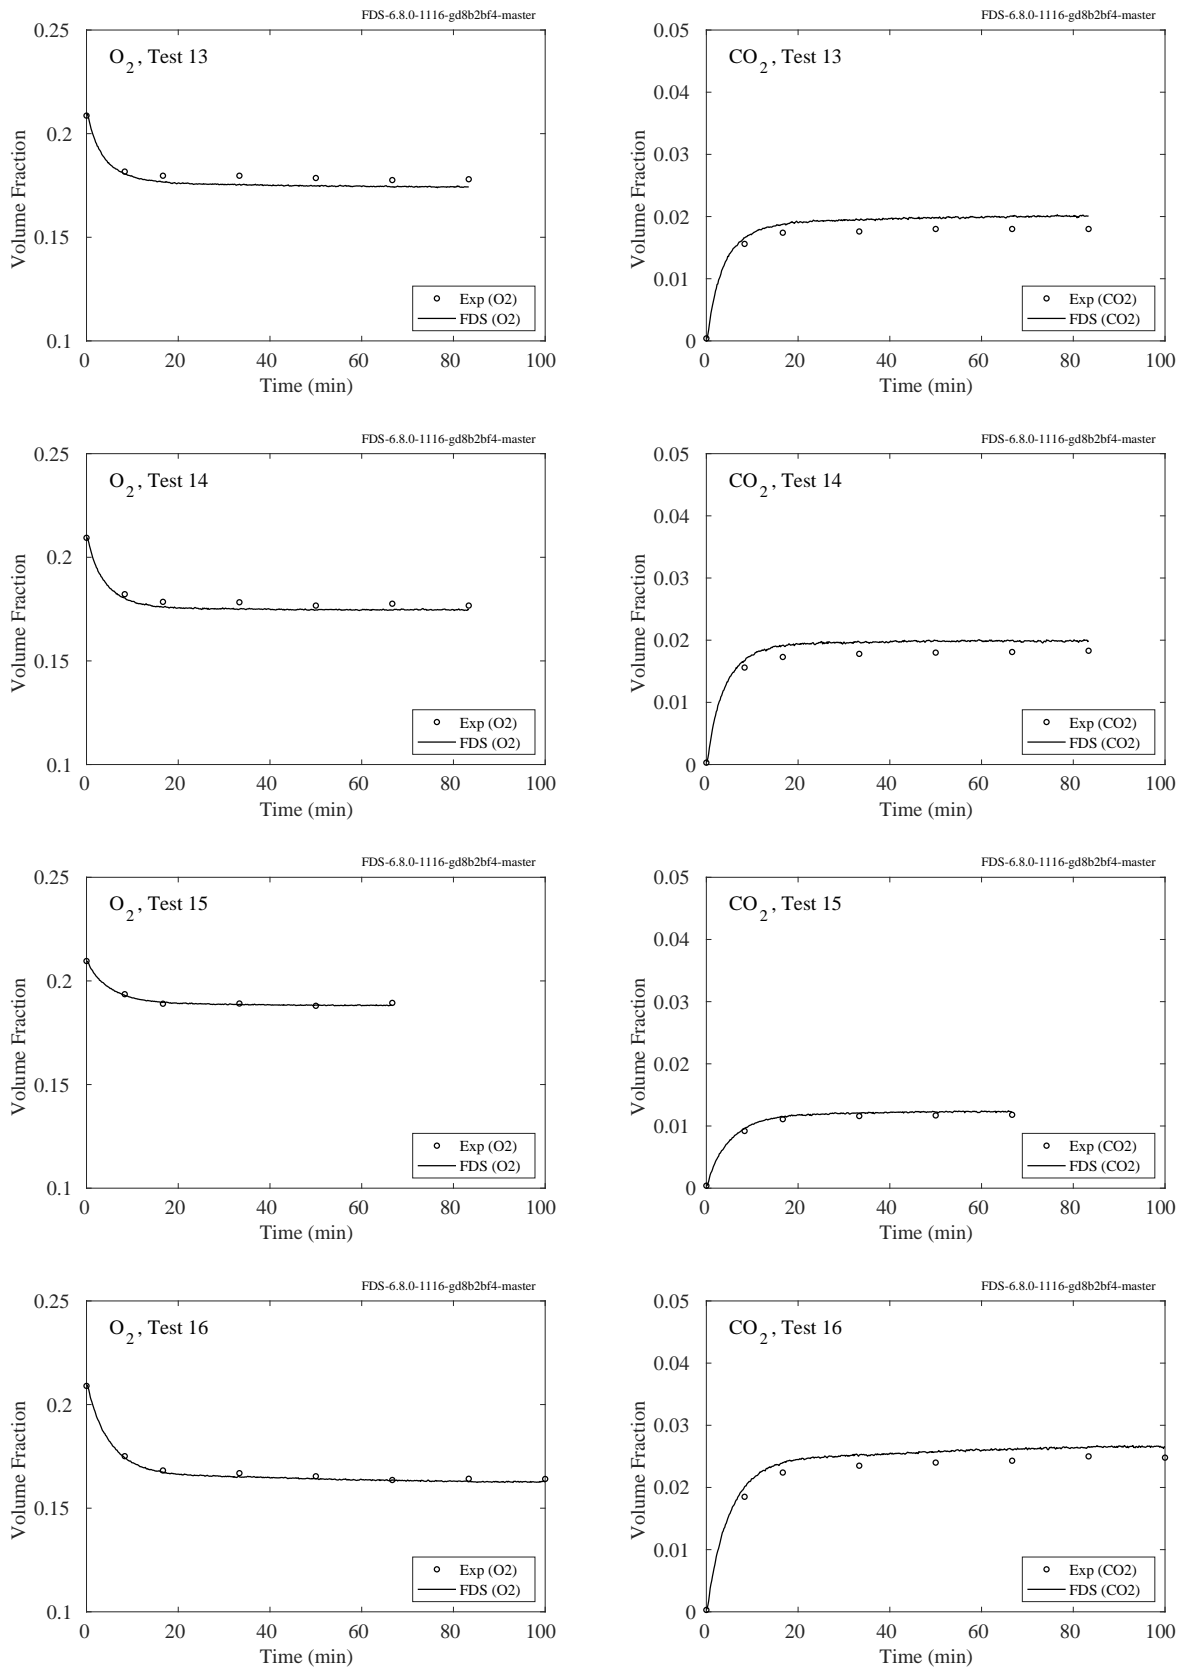 FDS-6.8.0-1116-gd8b2bf4-master
O2, Test 13
0.25
0.2
0.15
0.1
Volume Fraction
Exp (O2)
FDS (O2)
0 20 40 60 80 100
Time (min)
FDS-6.8.0-1116-gd8b2bf4-master
CO2, Test 13
0.05
0.04
0.03
0.02
0.01
0
Volume Fraction
Exp (CO2)
FDS (CO2)
0 20 40 60 80 100
Time (min)
FDS-6.8.0-1116-gd8b2bf4-master
O2, Test 14
0.25
0.2
0.15
0.1
Volume Fraction
Exp (O2)
FDS (O2)
0 20 40 60 80 100
Time (min)
FDS-6.8.0-1116-gd8b2bf4-master
CO2, Test 14
0.05
0.04
0.03
0.02
0.01
0
Volume Fraction
Exp (CO2)
FDS (CO2)
0 20 40 60 80 100
Time (min)
FDS-6.8.0-1116-gd8b2bf4-master
O2, Test 15
0.25
0.2
0.15
0.1
Volume Fraction
Exp (O2)
FDS (O2)
0 20 40 60 80 100
Time (min)
FDS-6.8.0-1116-gd8b2bf4-master
CO2, Test 15
0.05
0.04
0.03
0.02
0.01
0
Volume Fraction
Exp (CO2)
FDS (CO2)
0 20 40 60 80 100
Time (min)
FDS-6.8.0-1116-gd8b2bf4-master
O2, Test 16
0.25
0.2
0.15
0.1
Volume Fraction
Exp (O2)
FDS (O2)
0 20 40 60 80 100
Time (min)
FDS-6.8.0-1116-gd8b2bf4-master
CO2, Test 16
0.05
0.04
0.03
0.02
0.01
0
Volume Fraction
Exp (CO2)
FDS (CO2)
0 20 40 60 80 100
Time (min)